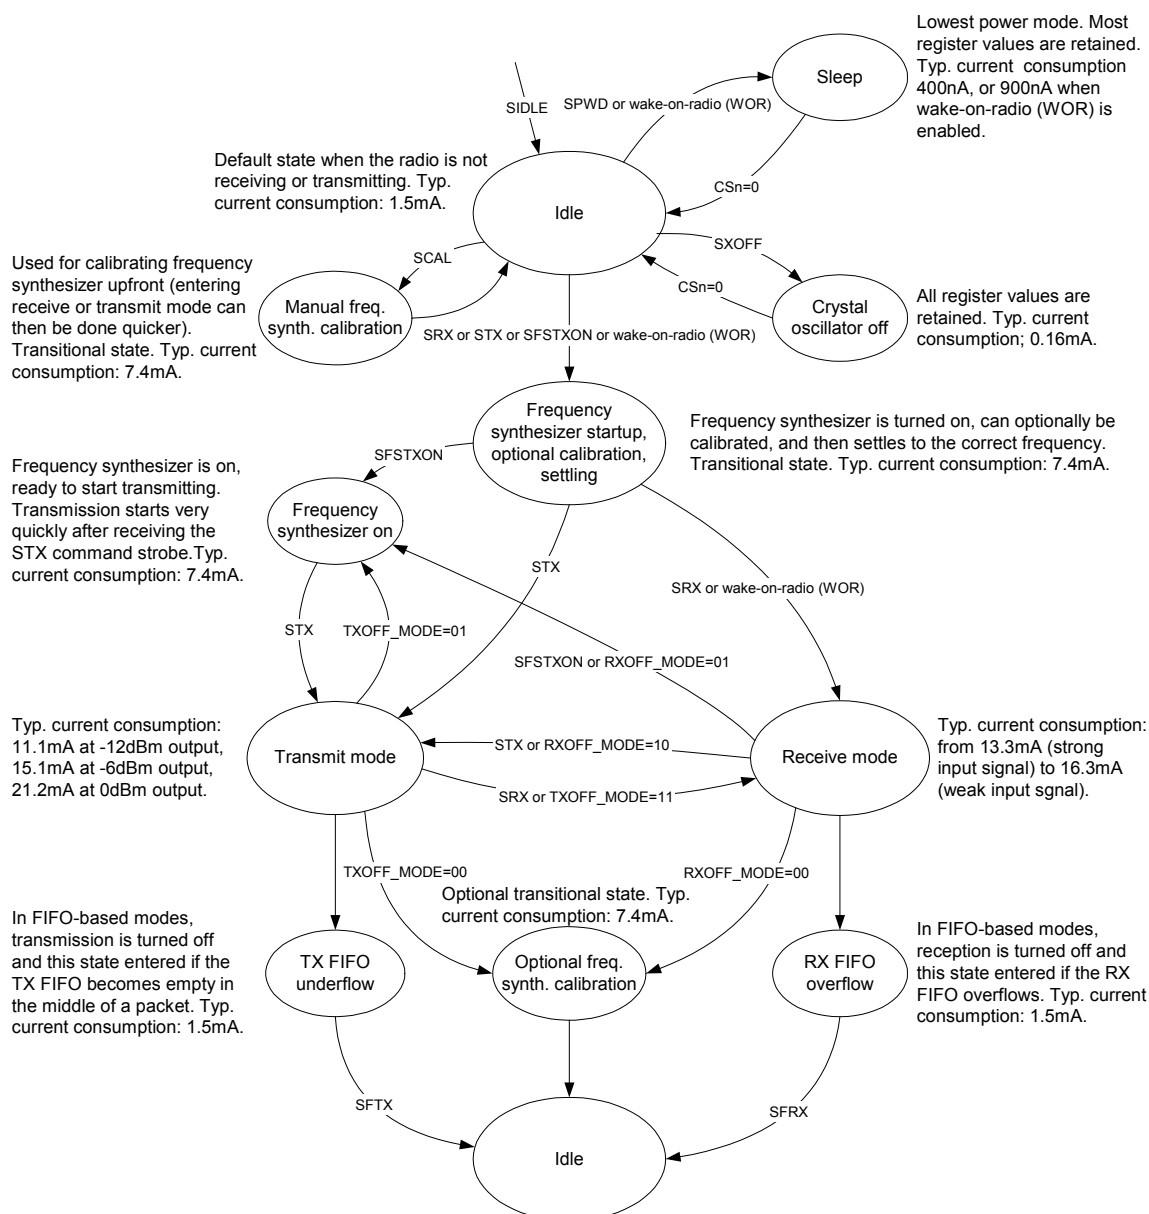 Lowest power mode. Most
register values are retained.
Typ. current consumption
400nA, or 900nA when
wake-on-radio (WOR) is
enabled.
Sleep
SPWD or wake-on-radio (WOR)
SIDLE
CSn=0
Default state when the radio is not
receiving or transmitting. Typ.
current consumption: 1.5mA.
Idle
SXOFF
CSn=0
SCAL
Used for calibrating frequency
synthesizer upfront (entering
receive or transmit mode can
then be done quicker).
Transitional state. Typ. current
consumption: 7.4mA.
Manual freq.
synth. calibration
Crystal
oscillator off
All register values are
retained. Typ. current
consumption; 0.16mA.
SRX or STX or SFSTXON or wake-on-radio (WOR)
Frequency
synthesizer startup,
optional calibration,
settling
Frequency synthesizer is turned on, can optionally be
calibrated, and then settles to the correct frequency.
Transitional state. Typ. current consumption: 7.4mA.
SFSTXON
Frequency synthesizer is on,
ready to start transmitting.
Transmission starts very
quickly after receiving the
STX command strobe.Typ.
current consumption: 7.4mA.
Frequency
synthesizer on
STX
SRX or wake-on-radio (WOR)
STX
TXOFF_MODE=01
SFSTXON or RXOFF_MODE=01
Typ. current consumption:
11.1mA at -12dBm output,
15.1mA at -6dBm output,
21.2mA at 0dBm output.
Transmit mode
STX or RXOFF_MODE=10
SRX or TXOFF_MODE=11
Receive mode
Typ. current consumption:
from 13.3mA (strong
input signal) to 16.3mA
(weak input sgnal).
TXOFF_MODE=00
RXOFF_MODE=00
Optional transitional state. Typ.
current consumption: 7.4mA.
In FIFO-based modes,
transmission is turned off
and this state entered if the
TX FIFO becomes empty in
the middle of a packet. Typ.
current consumption: 1.5mA.
TX FIFO
underflow
Optional freq.
synth. calibration
RX FIFO
overflow
In FIFO-based modes,
reception is turned off and
this state entered if the RX
FIFO overflows. Typ. current
consumption: 1.5mA.
SFTX
SFRX
Idle